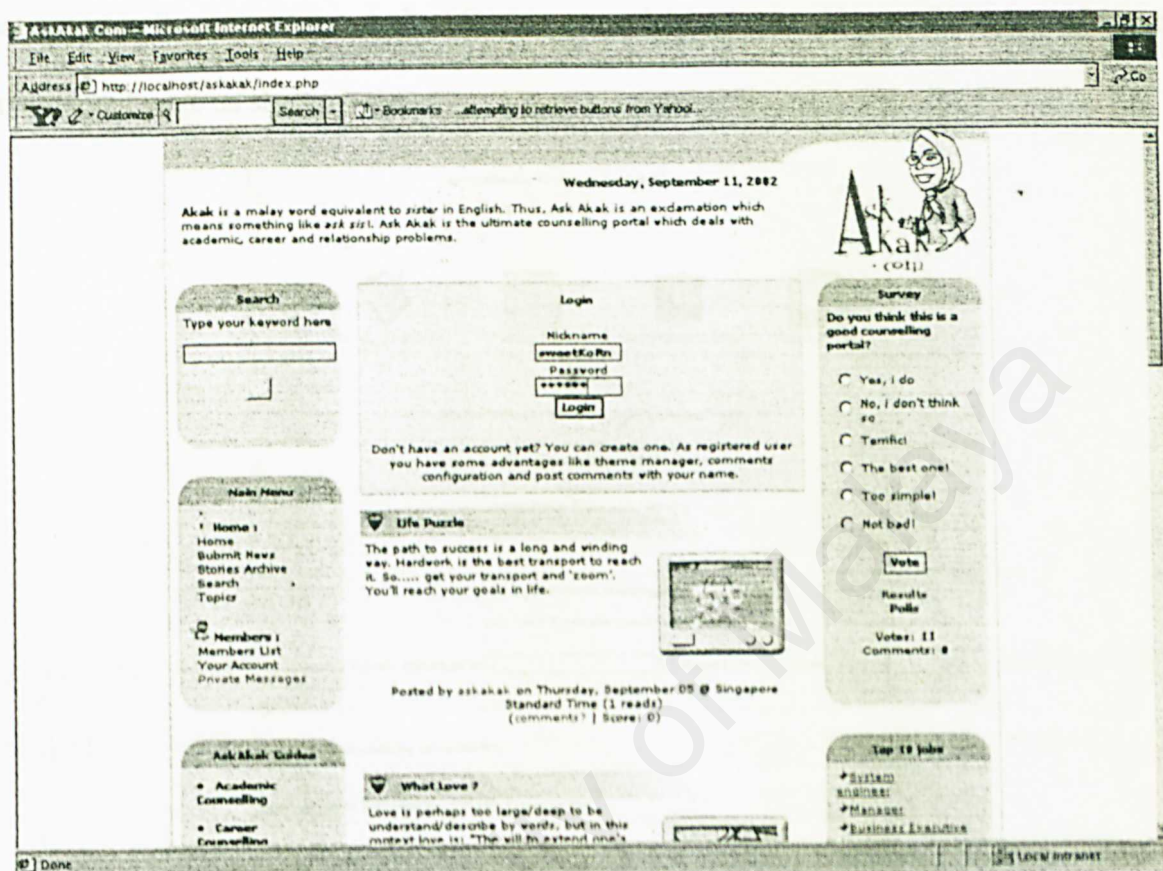 AskAkak.Com - Microsoft Internet Explorer
File Edit View Favorites Tools Help
Address http://localhost/askakak/index.php
Go
Customize
Search
Bookmarks
...attempting to retrieve buttons from Yahoo!...
Wednesday, September 11, 2002
Akak is a malay word equivalent to sister in English. Thus, Ask Akak is an exclamation which
means something like ask sis!. Ask Akak is the ultimate counselling portal which deals with
academic, career and relationship problems.
Ask
Akak
Search
Type your keyword here
Main Menu
Home :
Home
Submit News
Stories Archive
Search
Topics
Members :
Members List
Your Account
Private Messages
AskAkak Guides
Academic
Counselling
Career
Counselling
Login
Nickname
sweetKoRn
Password
******
Login
Don't have an account yet? You can create one. As registered user
you have some advantages like theme manager, comments
configuration and post comments with your name.
Life Puzzle
The path to success is a long and winding
way. Hardwork is the best transport to reach
it. So..... get your transport and 'zoom'.
You'll reach your goals in life.
Posted by askakak on Thursday, September 05 @ Singapore
Standard Time (1 reads)
(comments? | Score: 0)
What Love ?
Love is perhaps too large/deep to be
understand/describe by words, but in this
context love is: "The will to extend one's
Survey
Do you think this is a
good counselling
portal?
Yes, i do
No, i don't think
so
Terrific!
The best one!
Too simple!
Not bad!
Vote
Results
Polls
Votes: 11
Comments: 0
Top 10 jobs
System
engineer
Manager
Business Executive
Done
Local intranet
of Malaya